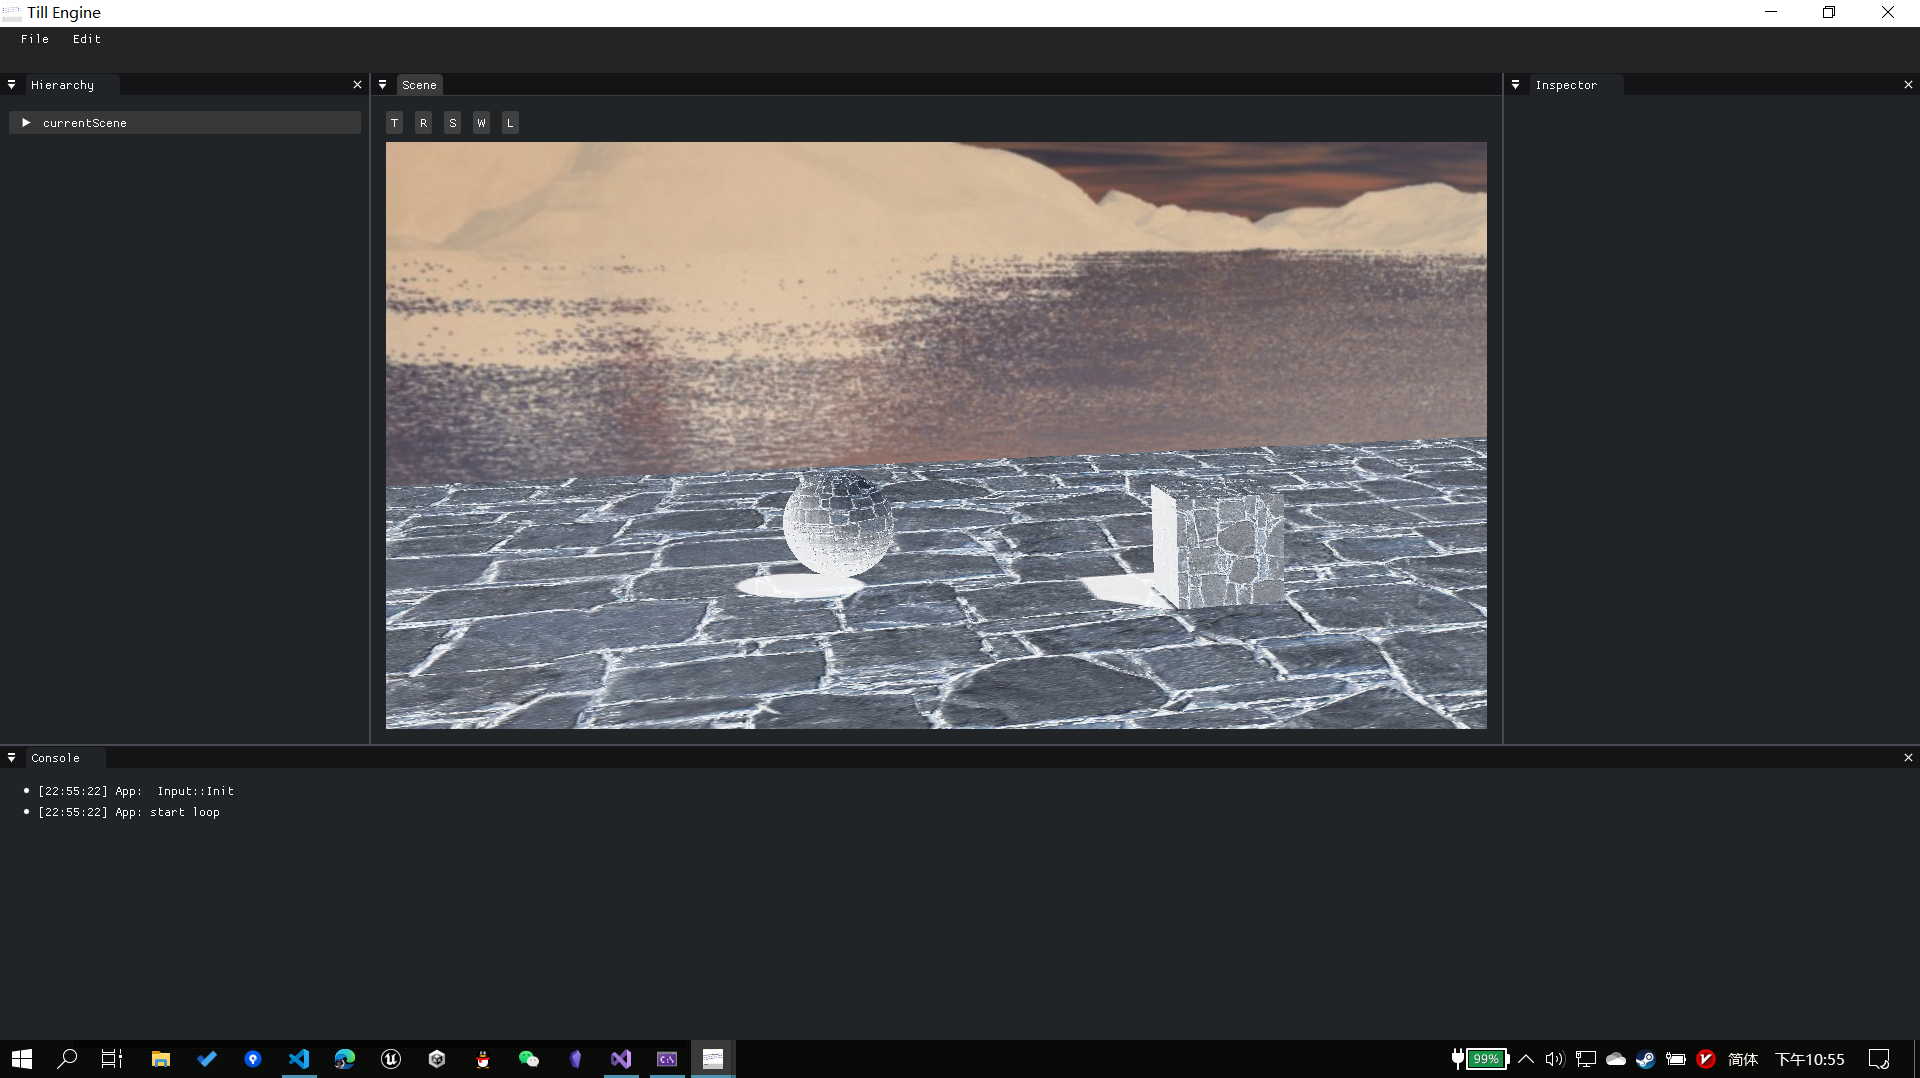 Till Engine
File Edit
Hierarchy
Scene
Inspector
currentScene
T R S W L
Console
[22:55:22] App:  Input::Init
[22:55:22] App: start loop
C:\
99%
简体
下午10:55